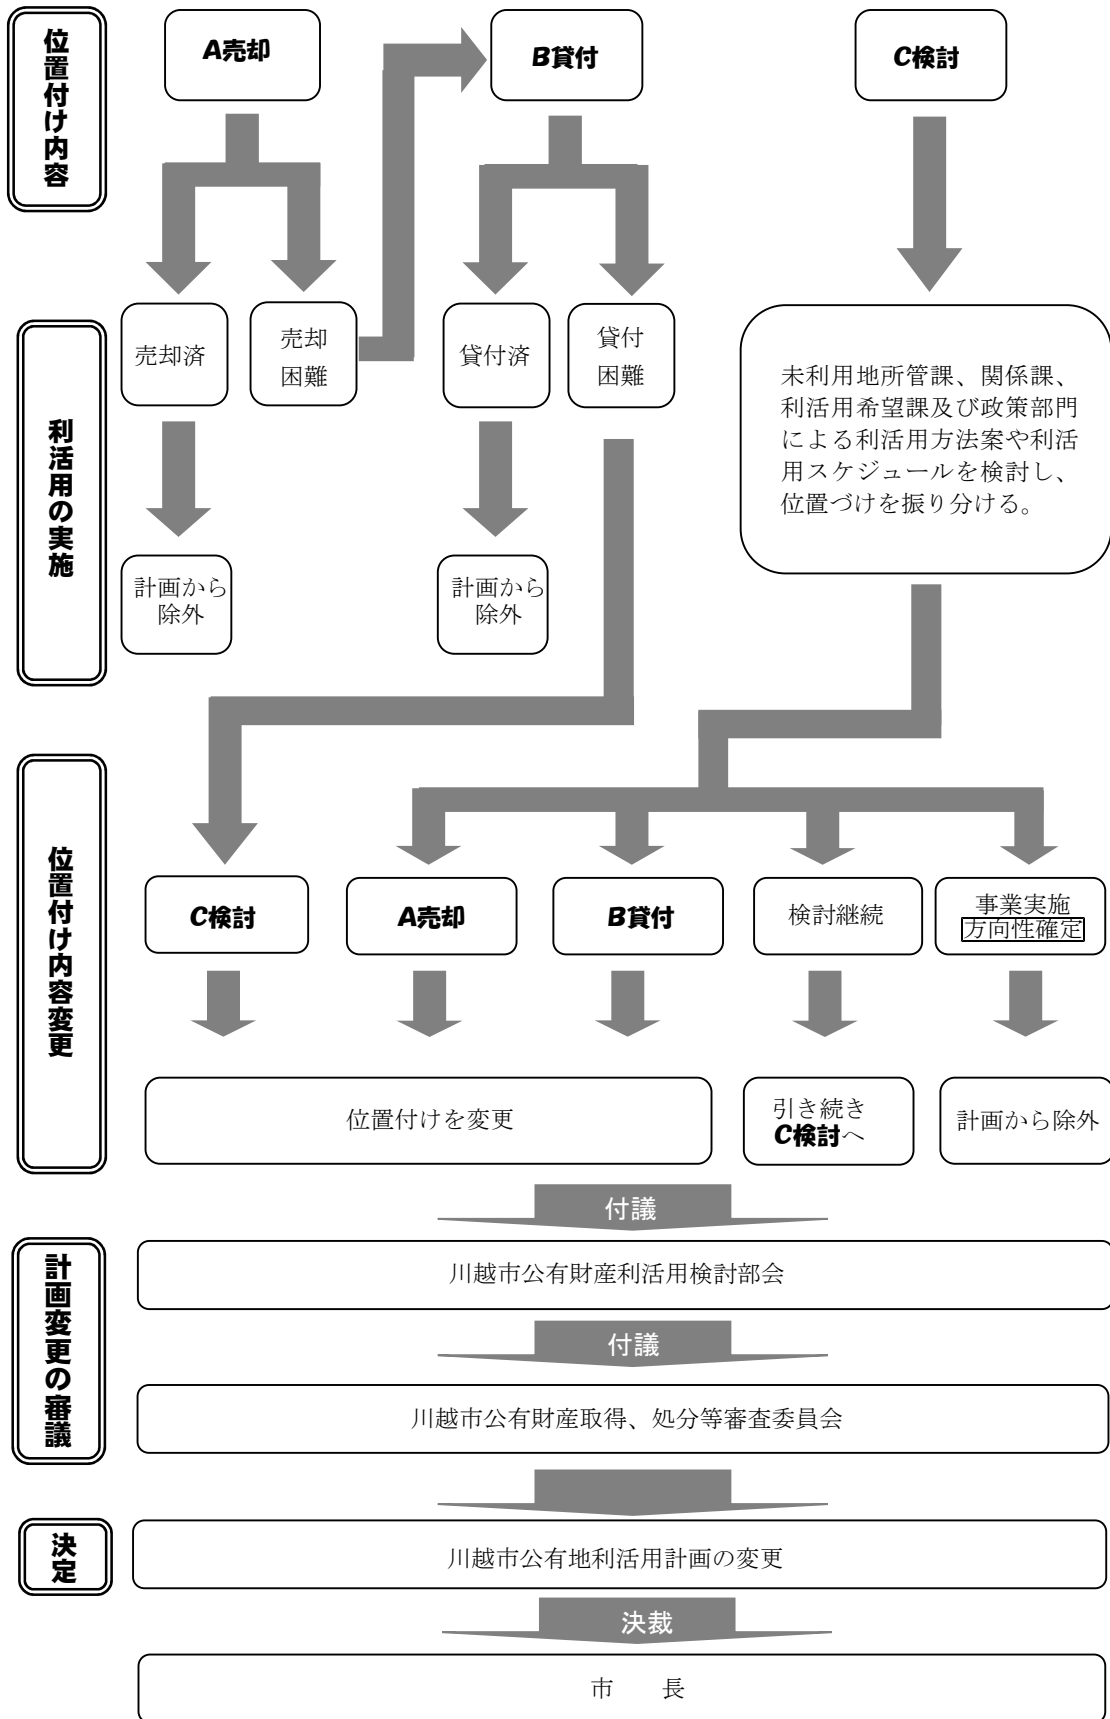 位置付け内容
A売却
B貸付
C検討
利活用の実施
売却済
売却
困難
貸付済
貸付
困難
未利用地所管課、関係課、
利活用希望課及び政策部門
による利活用方法案や利活
用スケジュールを検討し、
位置づけを振り分ける。
計画から
除外
計画から
除外
位置付け内容変更
C検討
A売却
B貸付
検討継続
事業実施
方向性確定
位置付けを変更
引き続き
C検討へ
計画から除外
計画変更の審議
付議
川越市公有財産利活用検討部会
付議
川越市公有財産取得、処分等審査委員会
決定
川越市公有地利活用計画の変更
決裁
市　　長